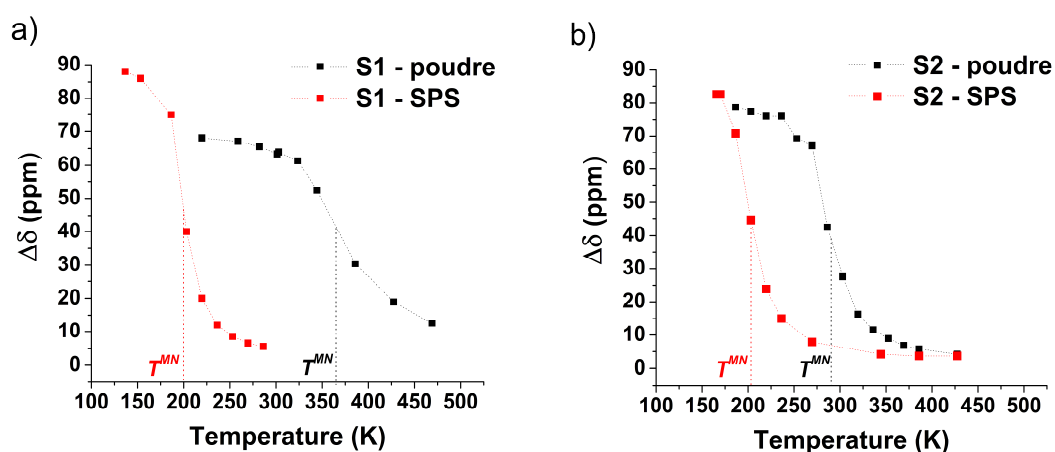 a)
S1 - poudre
S1 - SPS
90
80
70
60
50
40
30
20
10
0
Δδ (ppm)
T^MN
T^MN
100 150 200 250 300 350 400 450 500
Temperature (K)
b)
S2 - poudre
S2 - SPS
90
80
70
60
50
40
30
20
10
0
Δδ (ppm)
T^MN
T^MN
100 150 200 250 300 350 400 450 500
Temperature (K)